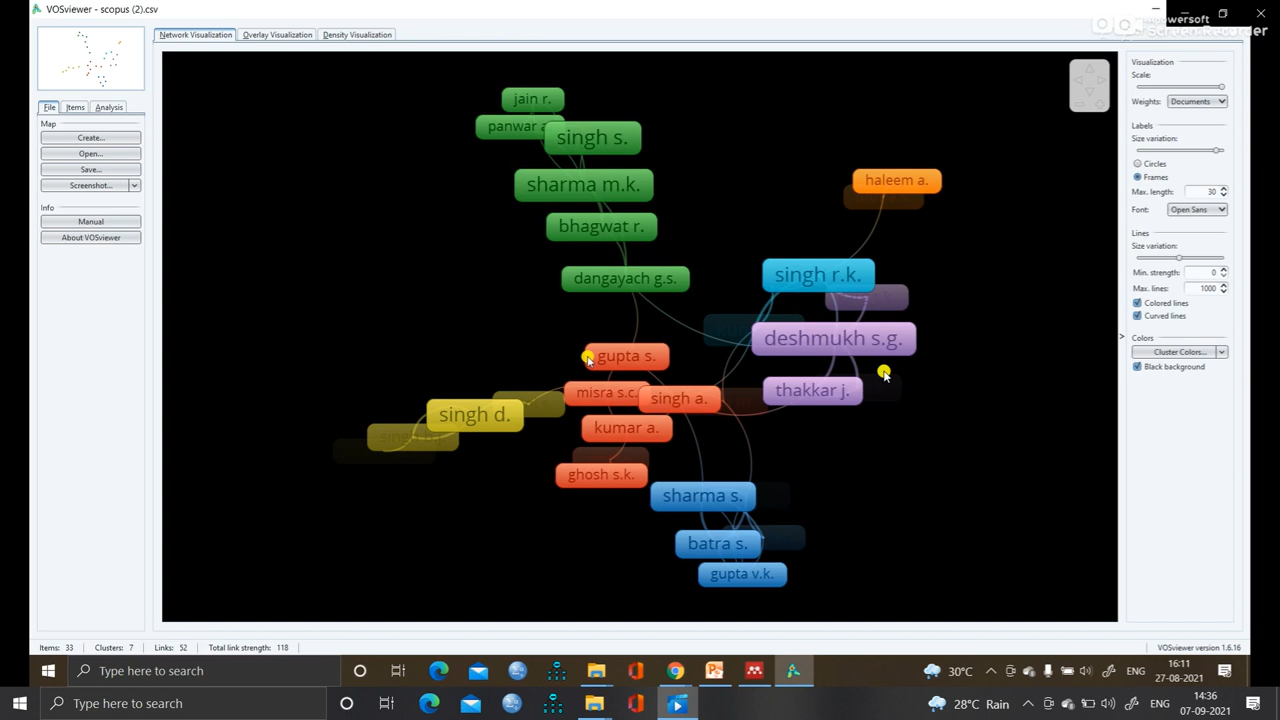 VOSviewer - scopus (2).csv
Screen Recorder
Network Visualization Overlay Visualization Density Visualization
File Items Analysis
Map
Create...
Open...
Save...
Screenshot...
Info
Manual
About VOSviewer
jain r.
panwar a.
singh s.
sharma m.k.
bhagwat r.
dangayach g.s.
haleem a.
singh r.k.
deshmukh s.g.
thakkar j.
gupta s.
misra s.c.
singh a.
kumar a.
ghosh s.k.
singh d.
sharma s.
batra s.
gupta v.k.
Visualization
Scale:
Weights: Documents
Labels
Size variation:
Circles
Frames
Max. length: 30
Font: Open Sans
Lines
Size variation:
Min. strength: 0
Max. lines: 1000
Colored lines
Curved lines
Colors
Cluster Colors...
Black background
Items: 33 Clusters: 7 Links: 52 Total link strength: 118
VOSviewer version 1.6.16
Type here to search
30°C
ENG
16:11
27-08-2021
Type here to search
28°C Rain
ENG
14:36
07-09-2021